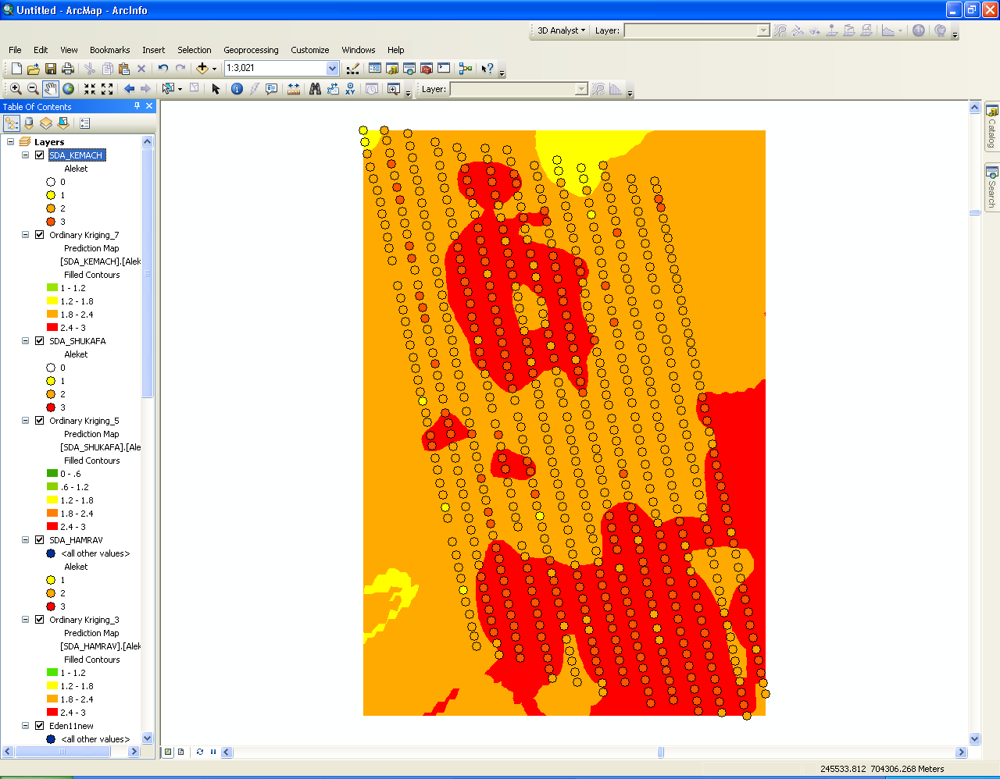 Untitled - ArcMap - ArcInfo
3D Analyst Layer:
File Edit View Bookmarks Insert Selection Geoprocessing Customize Windows Help
1:3,021
Layer:
Table Of Contents
Layers
SDA_KEMACH
Aleket
0
1
2
3
Ordinary Kriging_7
Prediction Map
[SDA_KEMACH].[Alek
Filled Contours
1 - 1.2
1.2 - 1.8
1.8 - 2.4
2.4 - 3
SDA_SHUKAFA
Aleket
0
1
2
3
Ordinary Kriging_5
Prediction Map
[SDA_SHUKAFA].[Ale
Filled Contours
0 - .6
.6 - 1.2
1.2 - 1.8
1.8 - 2.4
2.4 - 3
SDA_HAMRAV
<all other values>
Aleket
1
2
3
Ordinary Kriging_3
Prediction Map
[SDA_HAMRAV].[Alek
Filled Contours
1 - 1.2
1.2 - 1.8
1.8 - 2.4
2.4 - 3
Eden11new
<all other values>
Catalog
Search
245533.812 704306.268 Meters